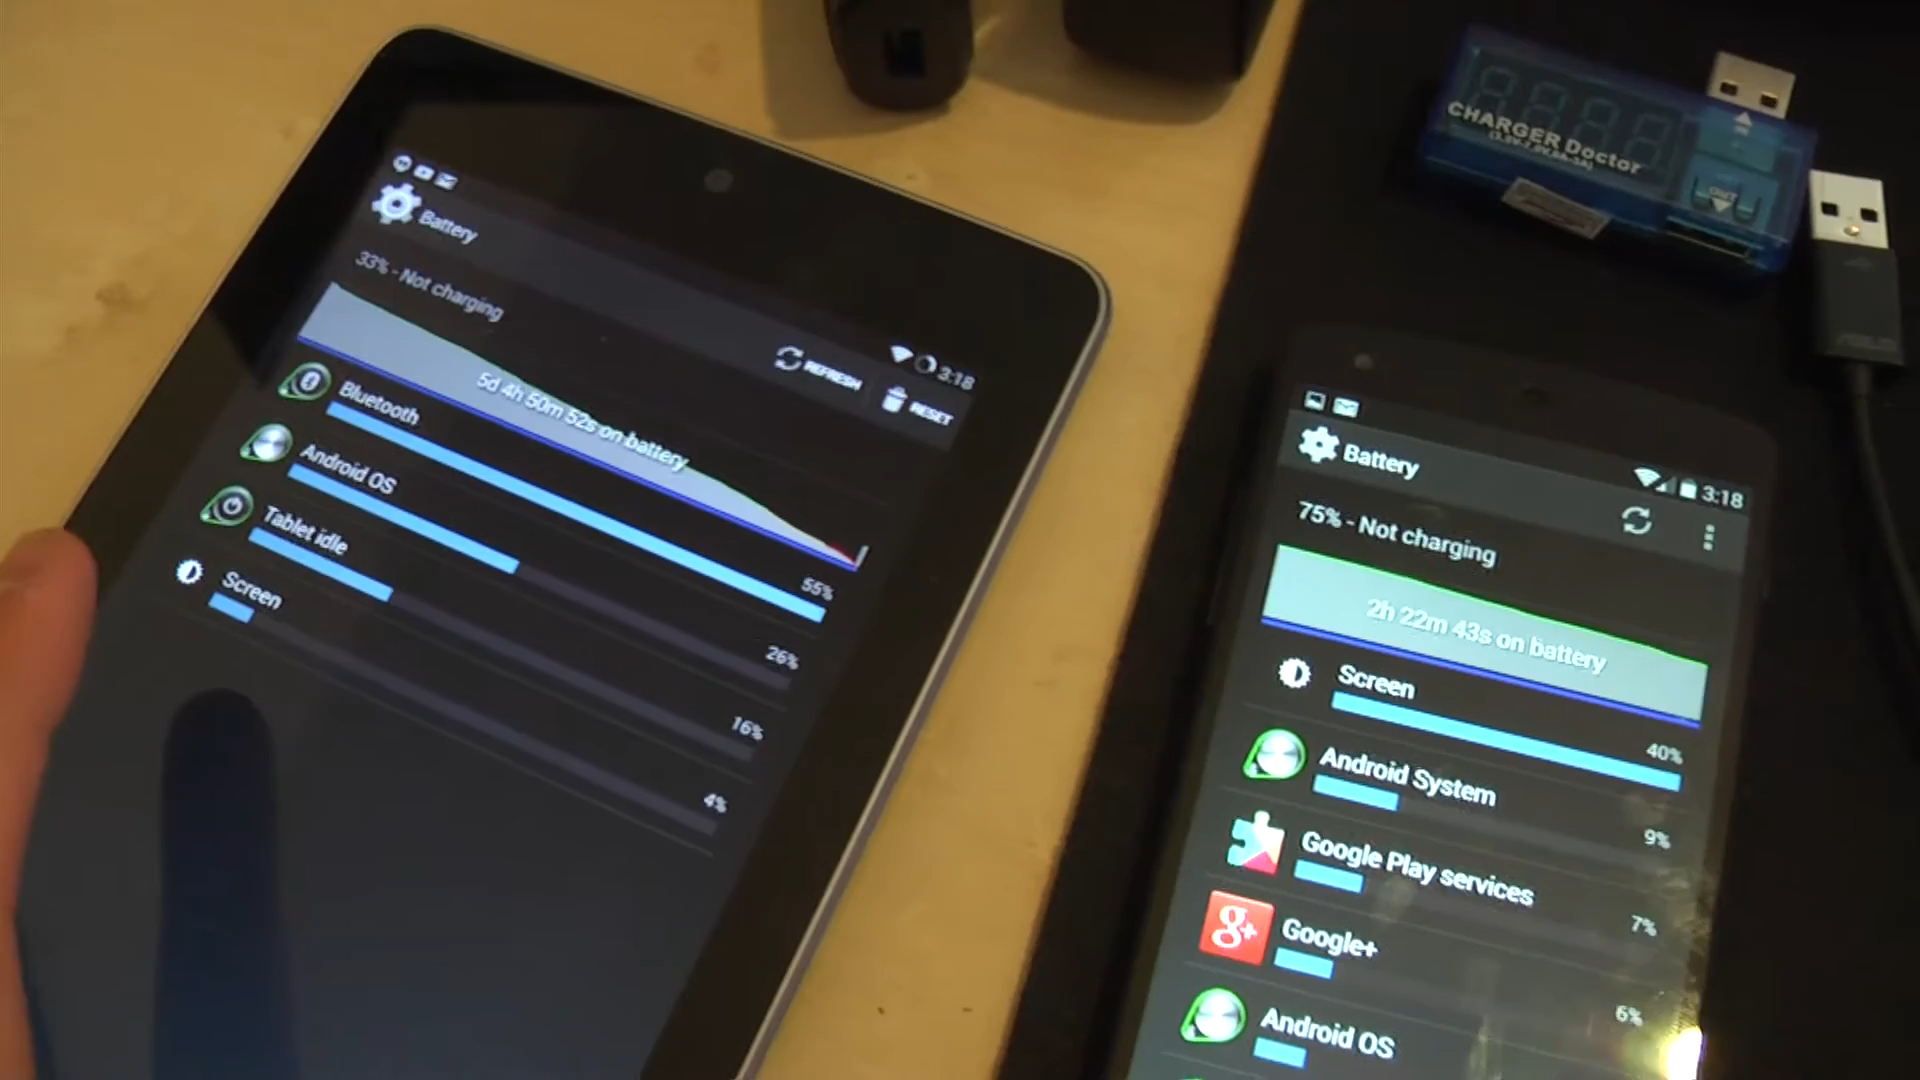 Battery
33% - Not charging
3:18
REFRESH
RESET
5d 4h 50m 52s on battery
Bluetooth
55%
Android OS
26%
Tablet idle
16%
Screen
4%
CHARGER Doctor
OUT
Battery
3:18
75% - Not charging
2h 22m 43s on battery
Screen
40%
Android System
9%
Google Play services
7%
g+
Google+
6%
Android OS